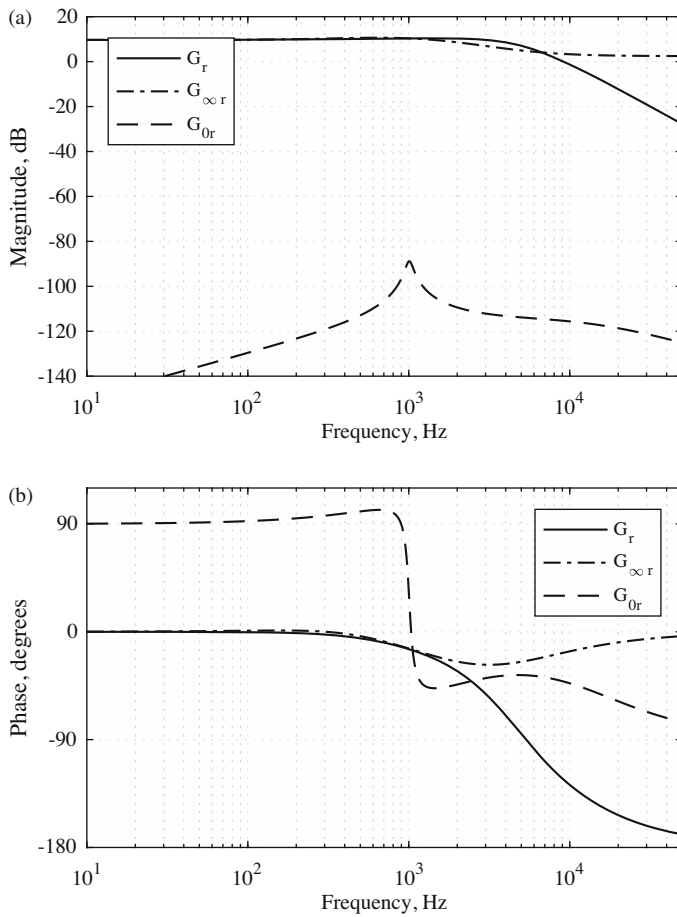 (a)
20
0
-20
-40
-60
-80
-100
-120
-140
Magnitude, dB
G_r
G_∞ r
G_0r
10^1
10^2
10^3
10^4
Frequency, Hz
(b)
90
0
-90
-180
Phase, degrees
G_r
G_∞ r
G_0r
10^1
10^2
10^3
10^4
Frequency, Hz